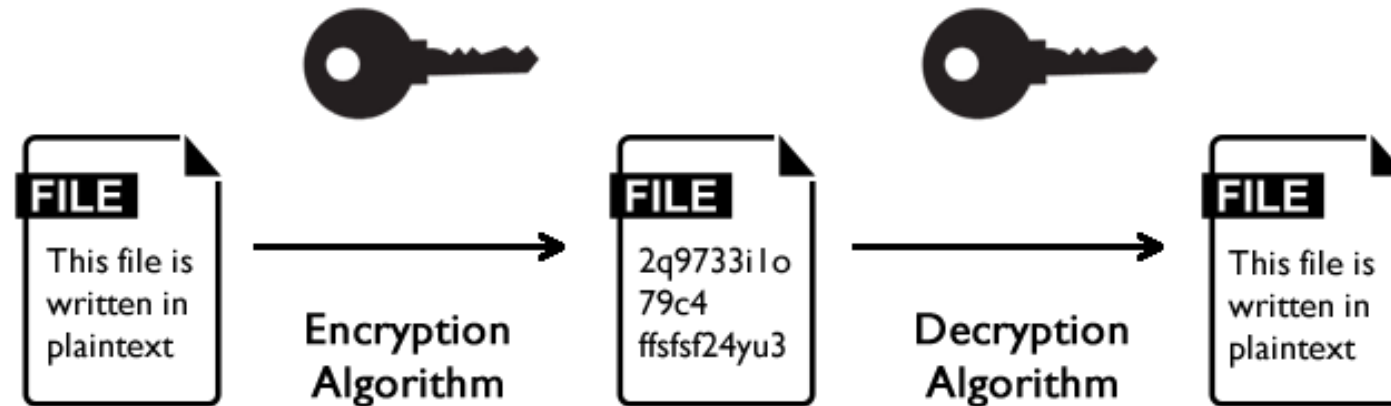 FILE
This file is
written in
plaintext
Encryption
Algorithm
FILE
2q9733i1o
79c4
ffsfsf24yu3
Decryption
Algorithm
FILE
This file is
written in
plaintext